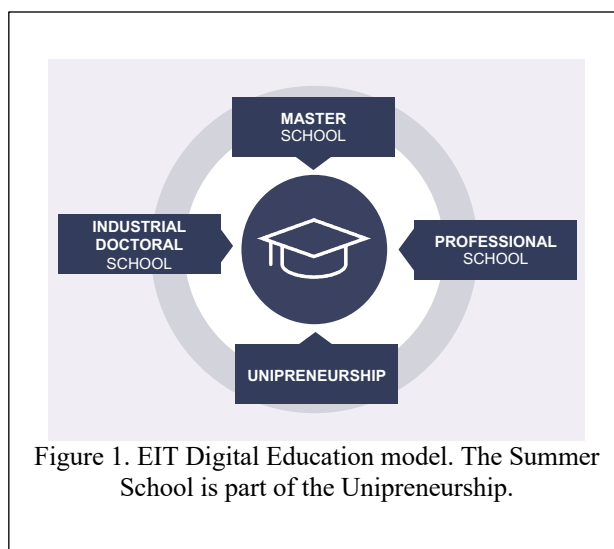 MASTER
SCHOOL
INDUSTRIAL
DOCTORAL
SCHOOL
PROFESSIONAL
SCHOOL
UNIPRENEURSHIP
Figure 1. EIT Digital Education model. The Summer
School is part of the Unipreneurship.